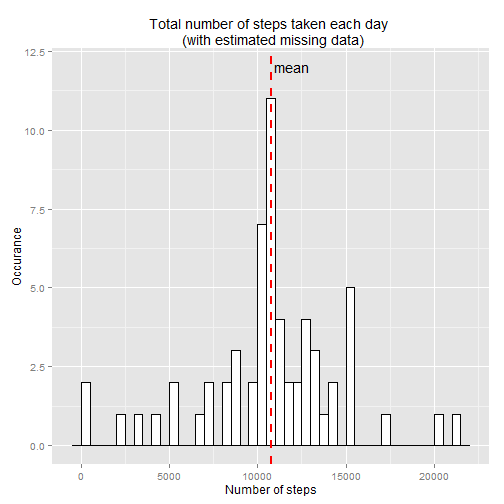 Total number of steps taken each day
(with estimated missing data)
mean
12.5
10.0
7.5
5.0
2.5
0.0
Occurance
0 5000 10000 15000 20000
Number of steps